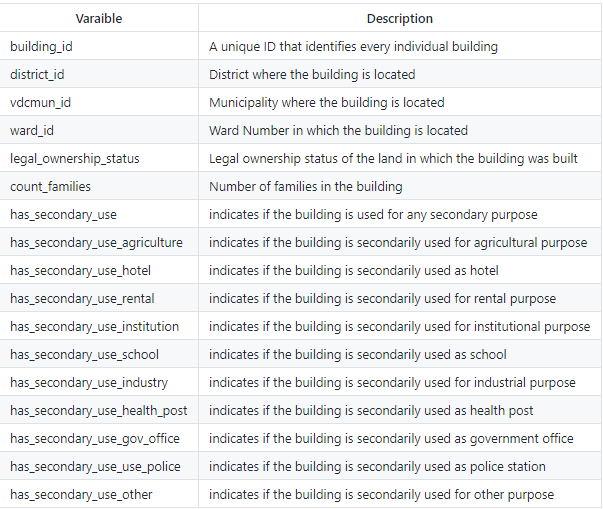 Varaible Description
building_id A unique ID that identifies every individual building
district_id District where the building is located
vdcmun_id Municipality where the building is located
ward_id Ward Number in which the building is located
legal_ownership_status Legal ownership status of the land in which the building was built
count_families Number of families in the building
has_secondary_use indicates if the building is used for any secondary purpose
has_secondary_use_agriculture indicates if the building is secondarily used for agricultural purpose
has_secondary_use_hotel indicates if the building is secondarily used as hotel
has_secondary_use_rental indicates if the building is secondarily used for rental purpose
has_secondary_use_institution indicates if the building is secondarily used for institutional purpose
has_secondary_use_school indicates if the building is secondarily used as school
has_secondary_use_industry indicates if the building is secondarily used for industrial purpose
has_secondary_use_health_post indicates if the building is secondarily used as health post
has_secondary_use_gov_office indicates if the building is secondarily used as government office
has_secondary_use_use_police indicates if the building is secondarily used as police station
has_secondary_use_other indicates if the building is secondarily used for other purpose